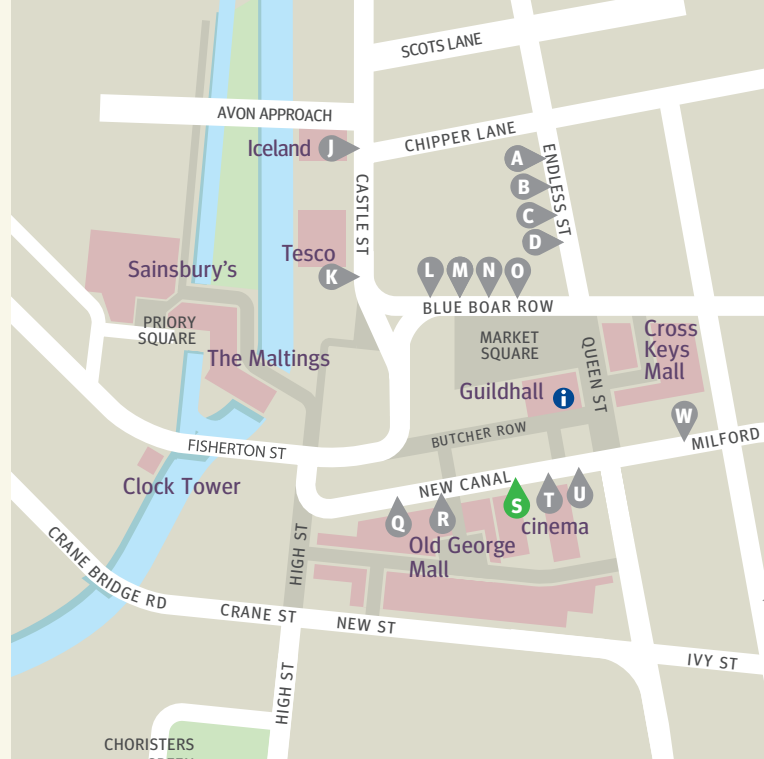 SCOTS LANE
AVON APPROACH
CHIPPER LANE
Iceland
J
A
ENDLESS ST
B
CASTLE ST
C
D
Tesco
K
Sainsbury's
L
M
N
O
BLUE BOAR ROW
PRIORY
SQUARE
The Maltings
MARKET
SQUARE
QUEEN ST
Cross
Keys
Mall
Guildhall
i
W
BUTCHER ROW
MILFORD
FISHERTON ST
NEW CANAL
Clock Tower
Q
R
S
T
U
cinema
Old George
Mall
HIGH ST
CRANE BRIDGE RD
CRANE ST
NEW ST
IVY ST
HIGH ST
CHORISTERS